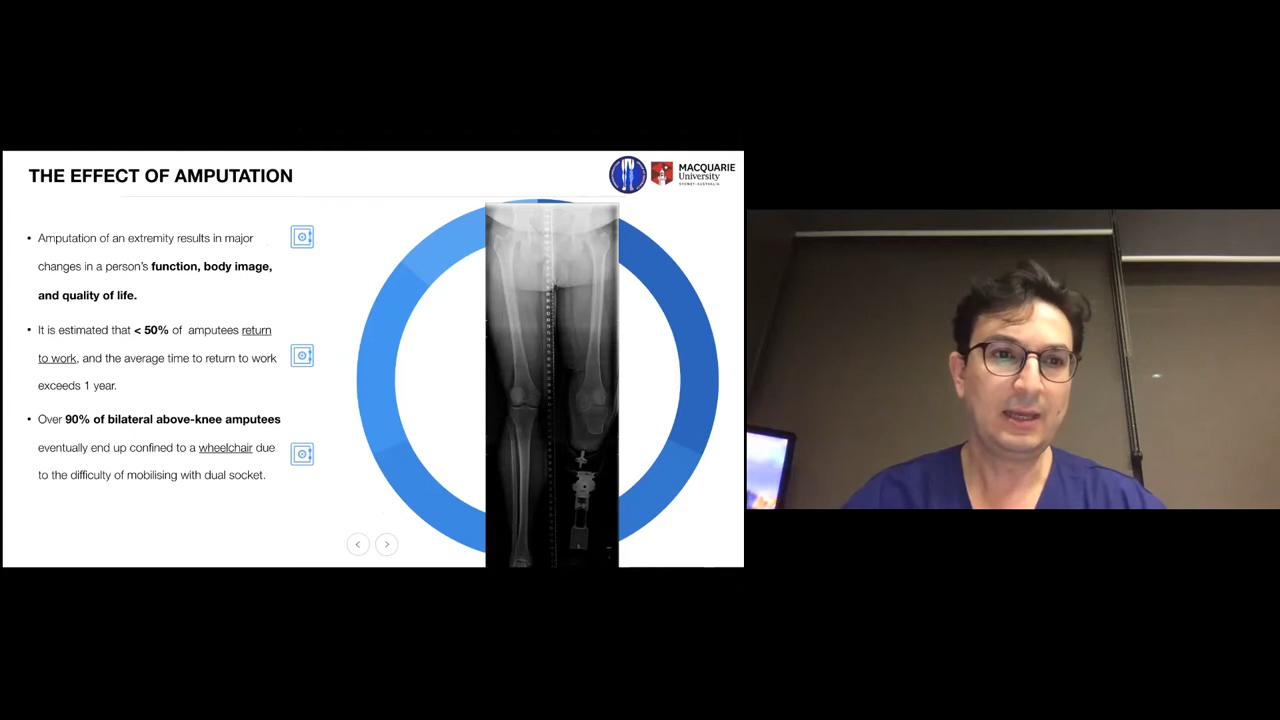 THE EFFECT OF AMPUTATION
MACQUARIE
University
SYDNEY·AUSTRALIA
• Amputation of an extremity results in major
changes in a person's function, body image,
and quality of life.
• It is estimated that < 50% of amputees return
to work, and the average time to return to work
exceeds 1 year.
• Over 90% of bilateral above-knee amputees
eventually end up confined to a wheelchair due
to the difficulty of mobilising with dual socket.